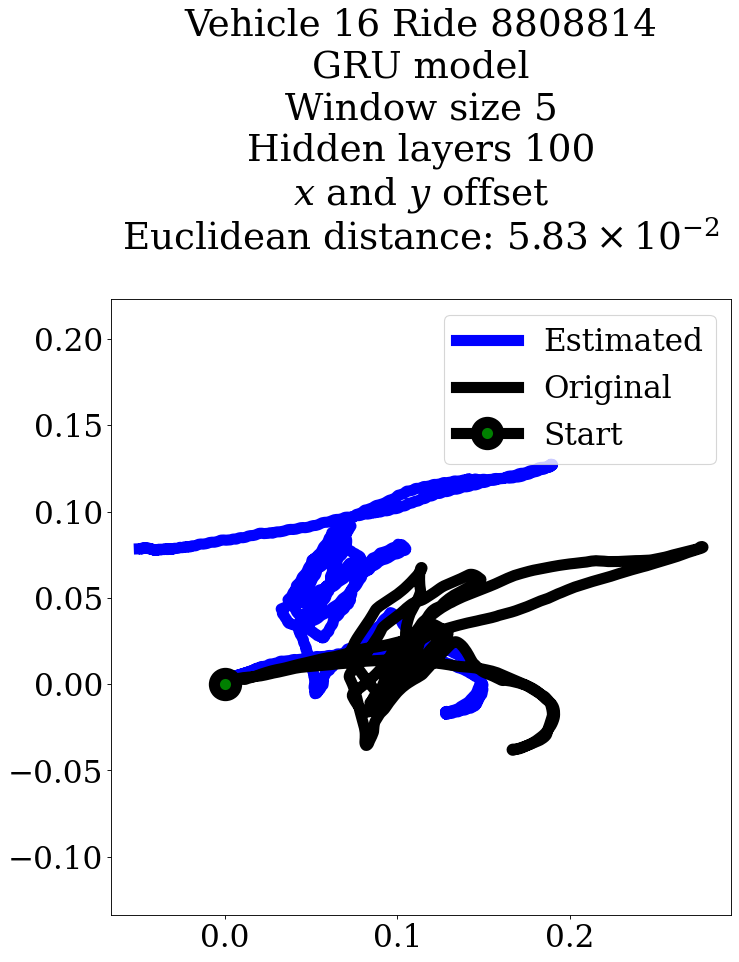 Vehicle 16 Ride 8808814
GRU model
Window size 5
Hidden layers 100
x and y offset
Euclidean distance: 5.83 × 10⁻²
Estimated
Original
Start
0.20
0.15
0.10
0.05
0.00
−0.05
−0.10
0.0 0.1 0.2